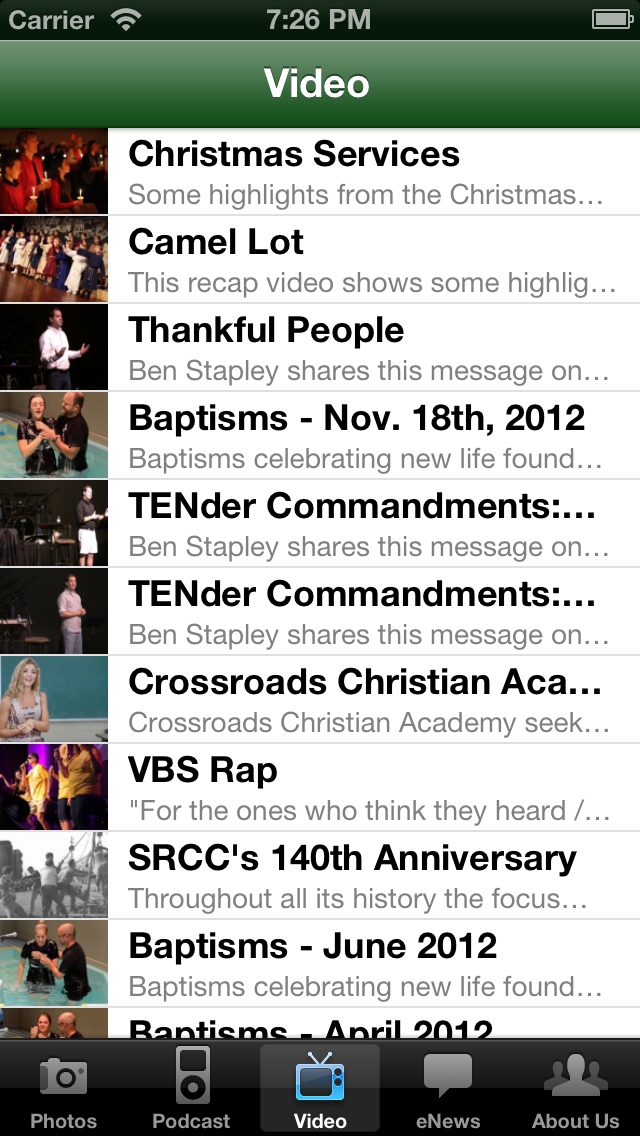 Carrier 7:26 PM
Video
Christmas Services
Some highlights from the Christmas…
Camel Lot
This recap video shows some highlig…
Thankful People
Ben Stapley shares this message on…
Baptisms - Nov. 18th, 2012
Baptisms celebrating new life found…
TENder Commandments:…
Ben Stapley shares this message on…
TENder Commandments:…
Ben Stapley shares this message on…
Crossroads Christian Aca…
Crossroads Christian Academy seek…
VBS Rap
"For the ones who think they heard /…
SRCC's 140th Anniversary
Throughout all its history the focus…
Baptisms - June 2012
Baptisms celebrating new life found…
Baptisms - April 2012
Photos Podcast Video eNews About Us